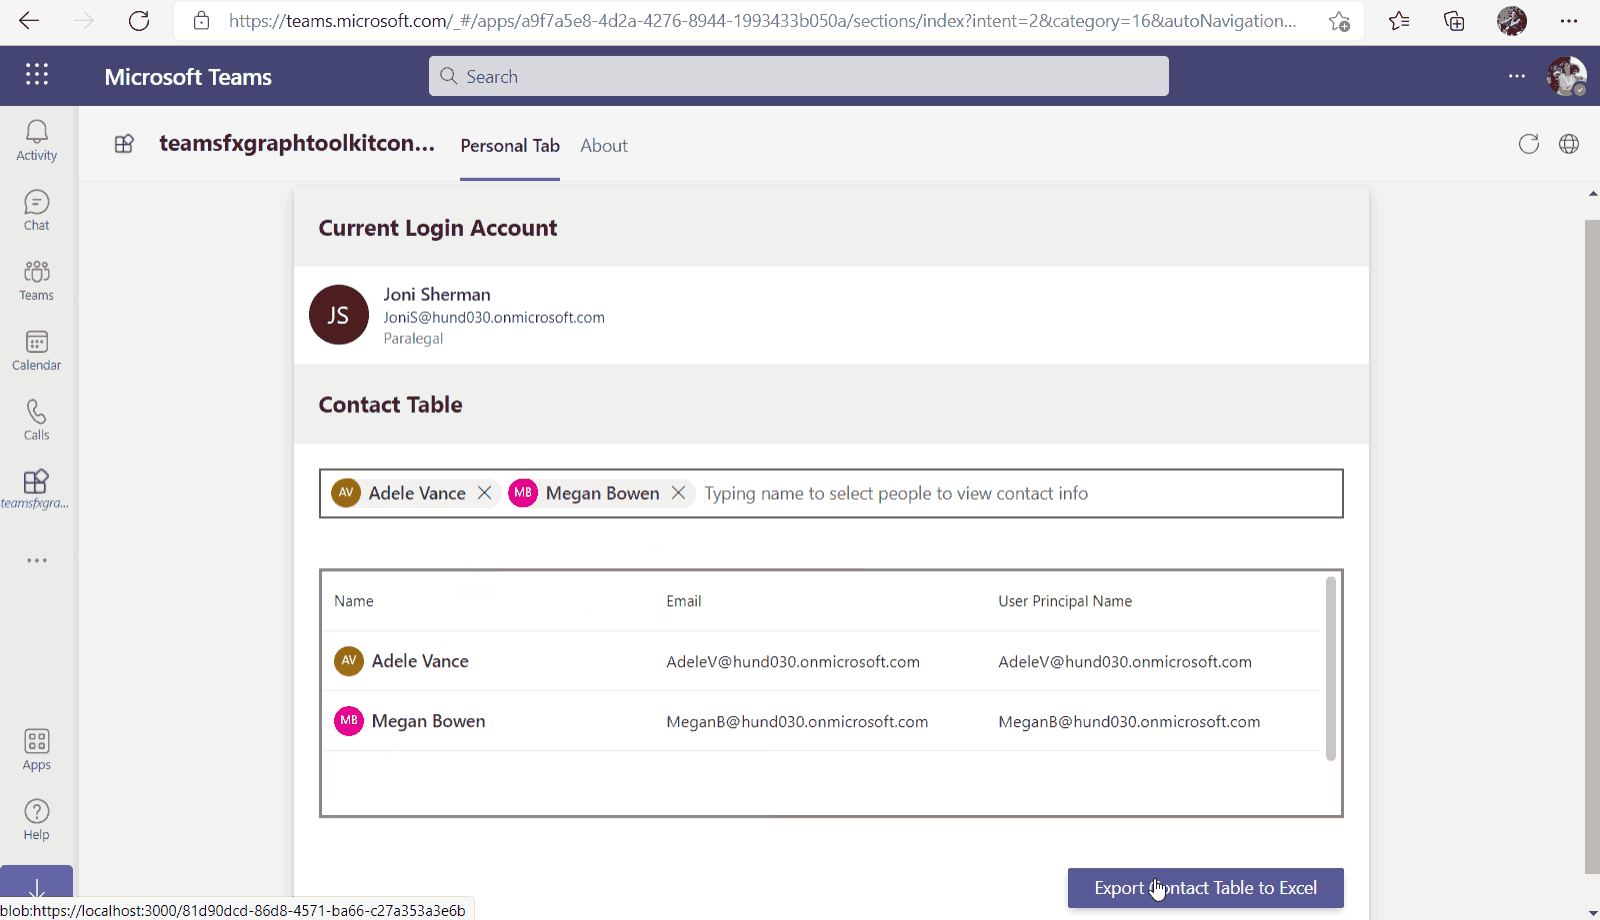 https://teams.microsoft.com/_#/apps/a9f7a5e8-4d2a-4276-8944-1993433b050a/sections/index?intent=2&category=16&autoNavigation...
Microsoft Teams
Search
Activity
Chat
Teams
Calendar
Calls
teamsfxgra...
Apps
Help
teamsfxgraphtoolkitcon...
Personal Tab
About
Current Login Account
JS
Joni Sherman
JoniS@hund030.onmicrosoft.com
Paralegal
Contact Table
AV Adele Vance MB Megan Bowen Typing name to select people to view contact info
Name Email User Principal Name
AV Adele Vance AdeleV@hund030.onmicrosoft.com AdeleV@hund030.onmicrosoft.com
MB Megan Bowen MeganB@hund030.onmicrosoft.com MeganB@hund030.onmicrosoft.com
Export Contact Table to Excel
blob:https://localhost:3000/81d90dcd-86d8-4571-ba66-c27a353a3e6b